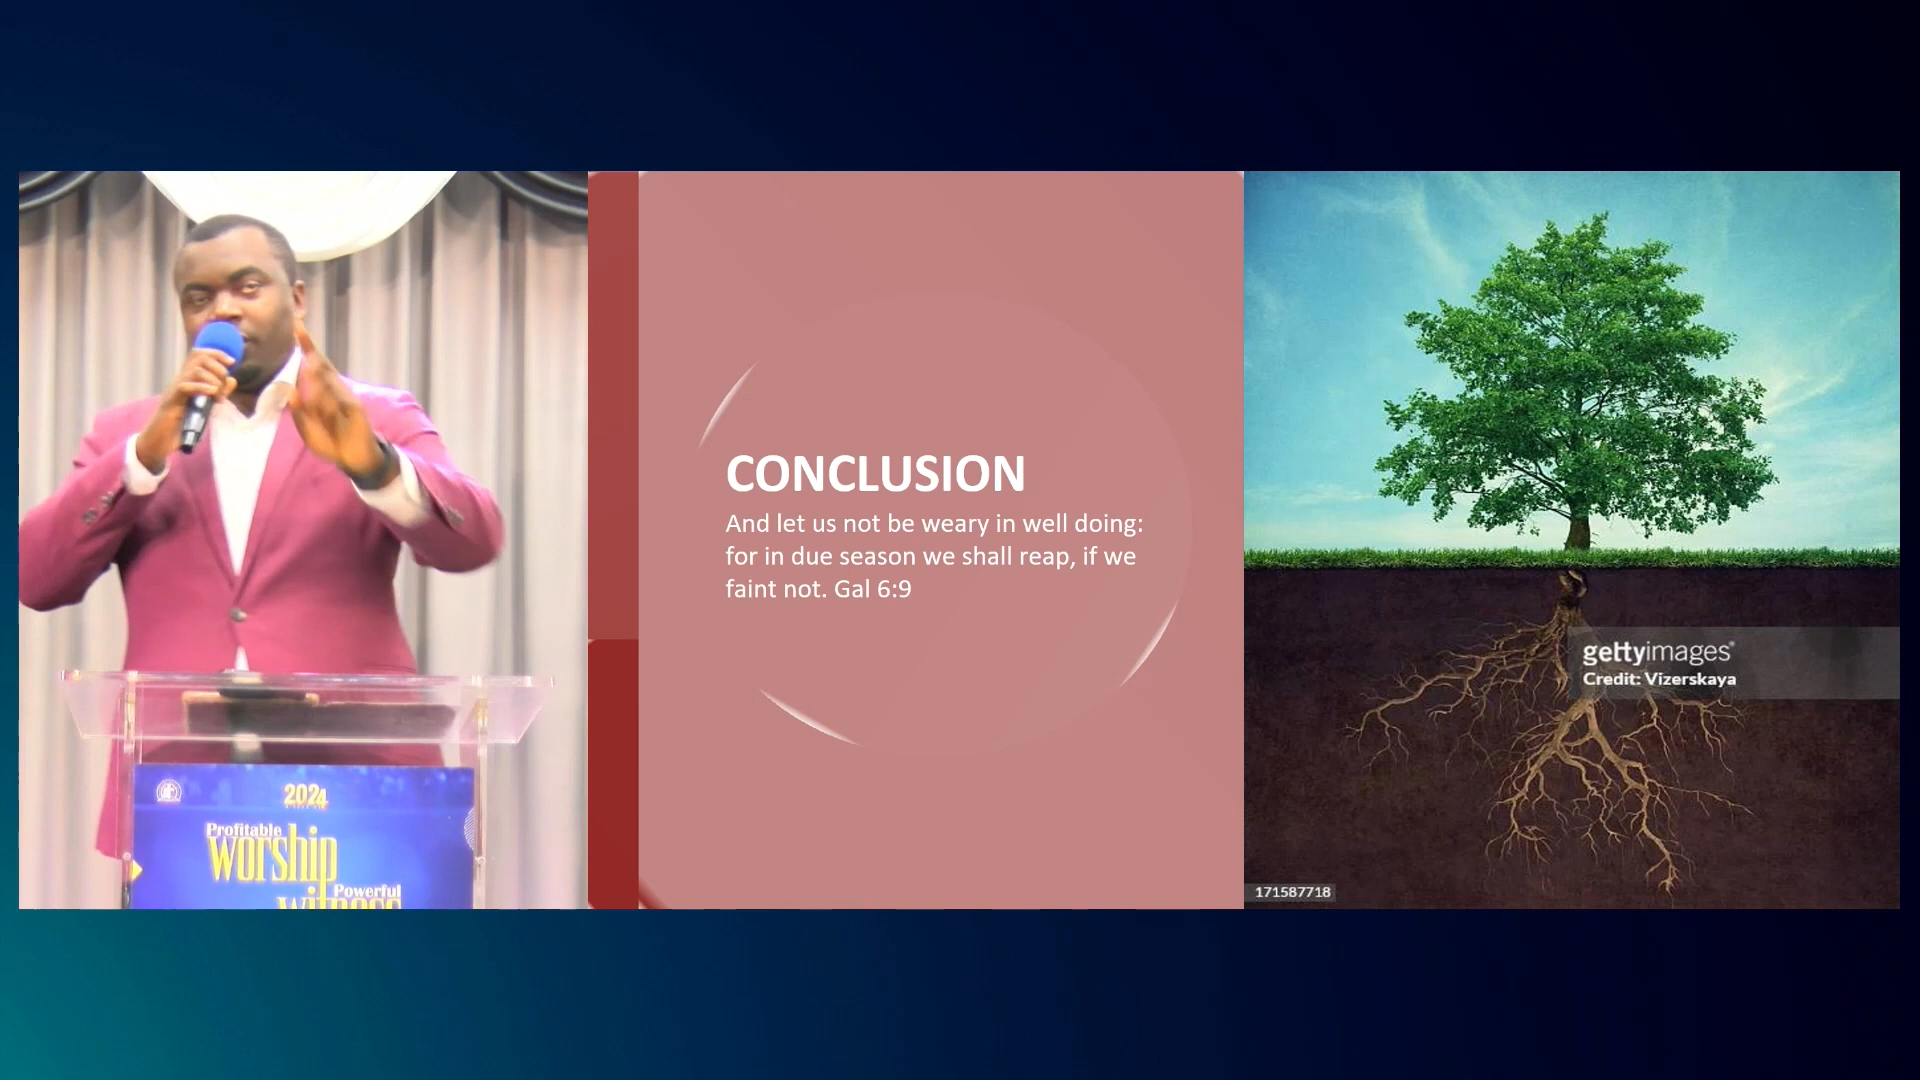 2024
Profitable
worship
Powerful
witness
CONCLUSION
And let us not be weary in well doing:
for in due season we shall reap, if we
faint not. Gal 6:9
gettyimages®
Credit: Vizerskaya
171587718